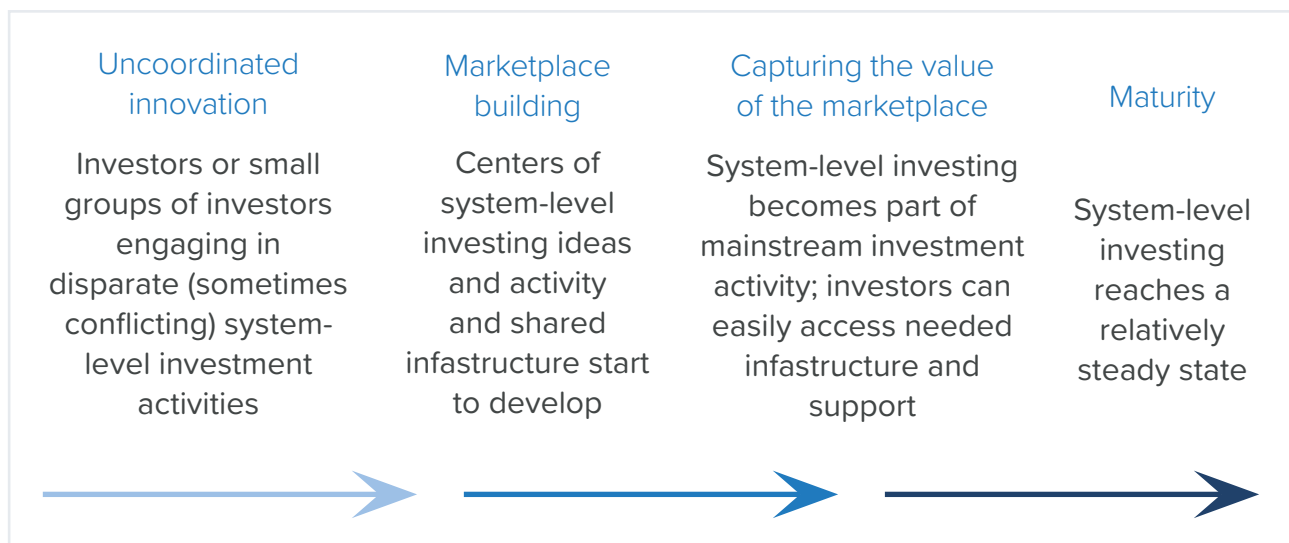 Uncoordinated
innovation
Investors or small
groups of investors
engaging in
disparate (sometimes
conflicting) system-
level investment
activities
Marketplace
building
Centers of
system-level
investing ideas
and activity
and shared
infastructure start
to develop
Capturing the value
of the marketplace
System-level investing
becomes part of
mainstream investment
activity; investors can
easily access needed
infastructure and
support
Maturity
System-level
investing
reaches a
relatively
steady state